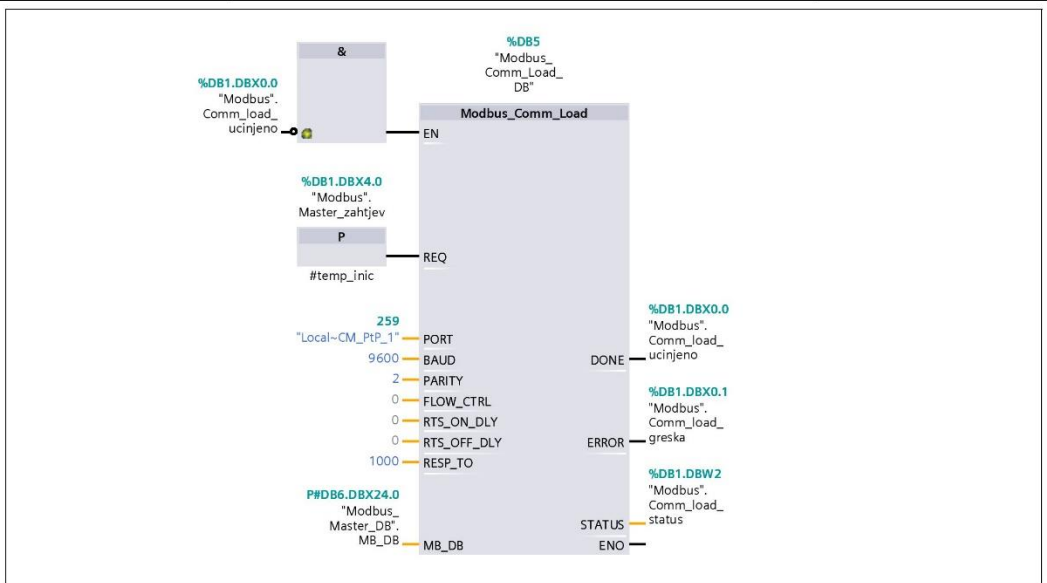 &
%DB1.DBX0.0
"Modbus".
Comm_load_
ucinjeno
%DB5
"Modbus_
Comm_Load_
DB"
Modbus_Comm_Load
EN
%DB1.DBX4.0
"Modbus".
Master_zahtjev
P
#temp_inic
REQ
259
"Local~CM_PtP_1"
PORT
9600
BAUD
2
PARITY
0
FLOW_CTRL
0
RTS_ON_DLY
0
RTS_OFF_DLY
1000
RESP_TO
P#DB6.DBX24.0
"Modbus_
Master_DB".
MB_DB
MB_DB
%DB1.DBX0.0
"Modbus".
Comm_load_
ucinjeno
DONE
%DB1.DBX0.1
"Modbus".
Comm_load_
greska
ERROR
%DB1.DBW2
"Modbus".
Comm_load_
status
STATUS
ENO